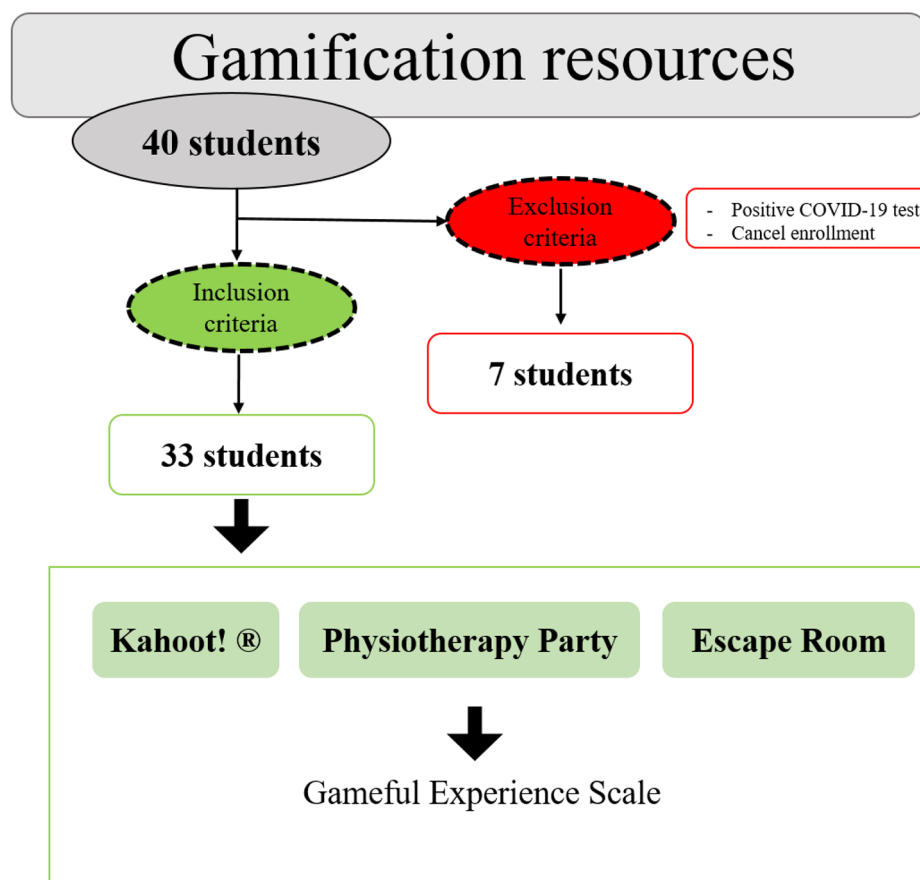 Gamification resources
40 students
Exclusion
criteria
- Positive COVID-19 test
- Cancel enrollment
Inclusion
criteria
7 students
33 students
Kahoot! ®
Physiotherapy Party
Escape Room
Gameful Experience Scale